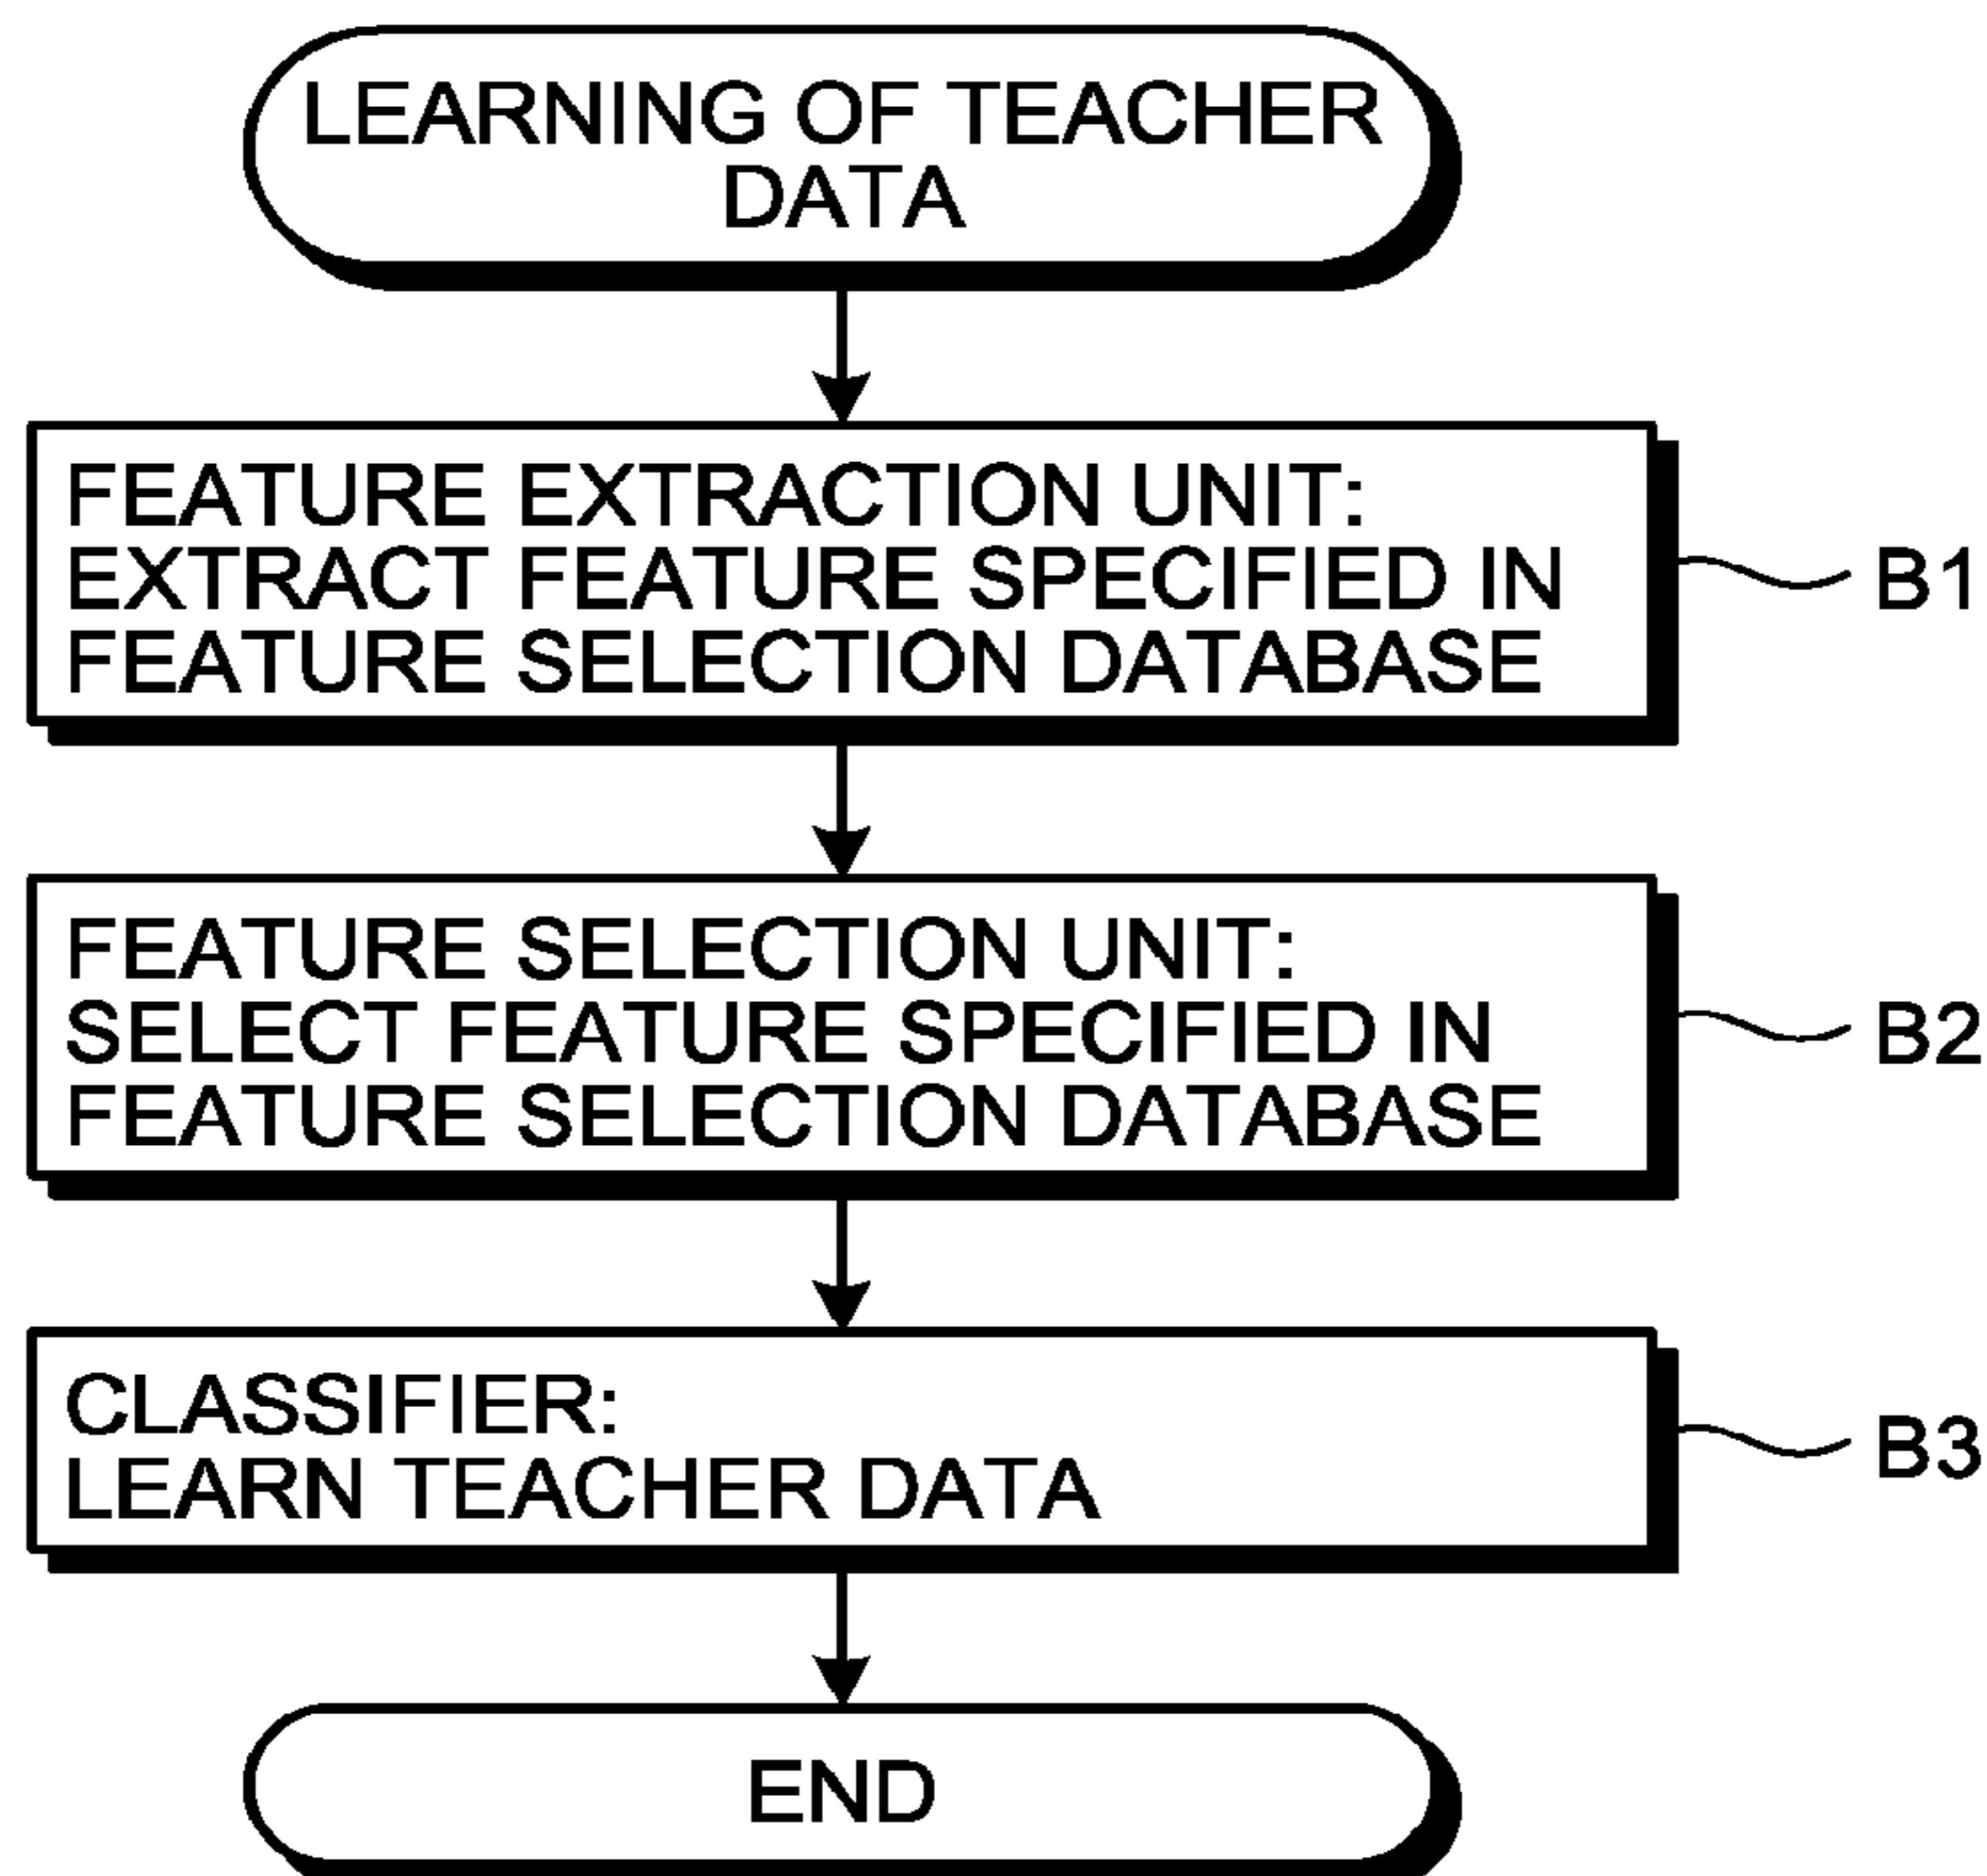 LEARNING OF TEACHER
DATA
FEATURE EXTRACTION UNIT:
EXTRACT FEATURE SPECIFIED IN
FEATURE SELECTION DATABASE
B1
FEATURE SELECTION UNIT:
SELECT FEATURE SPECIFIED IN
FEATURE SELECTION DATABASE
B2
CLASSIFIER:
LEARN TEACHER DATA
B3
END